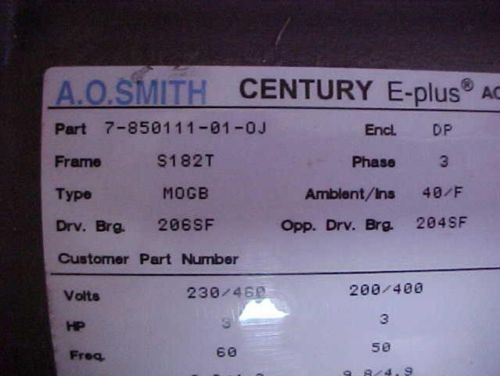 A.O.SMITH CENTURY E-plus® AC
Part 7-850111-01-OJ Encl. DP
Frame S182T Phase 3
Type MOGB Ambient/Ins 40/F
Drv. Brg. 206SF Opp. Drv. Brg. 204SF
Customer Part Number
Volts 230/460 200/400
HP 3 3
Freq. 60 50